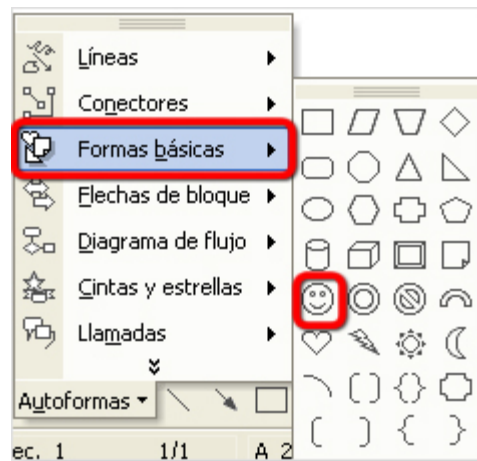 Líneas
Conectores
Formas básicas
Flechas de bloque
Diagrama de flujo
Cintas y estrellas
Llamadas
Autoformas
ec. 1 1/1 A 2